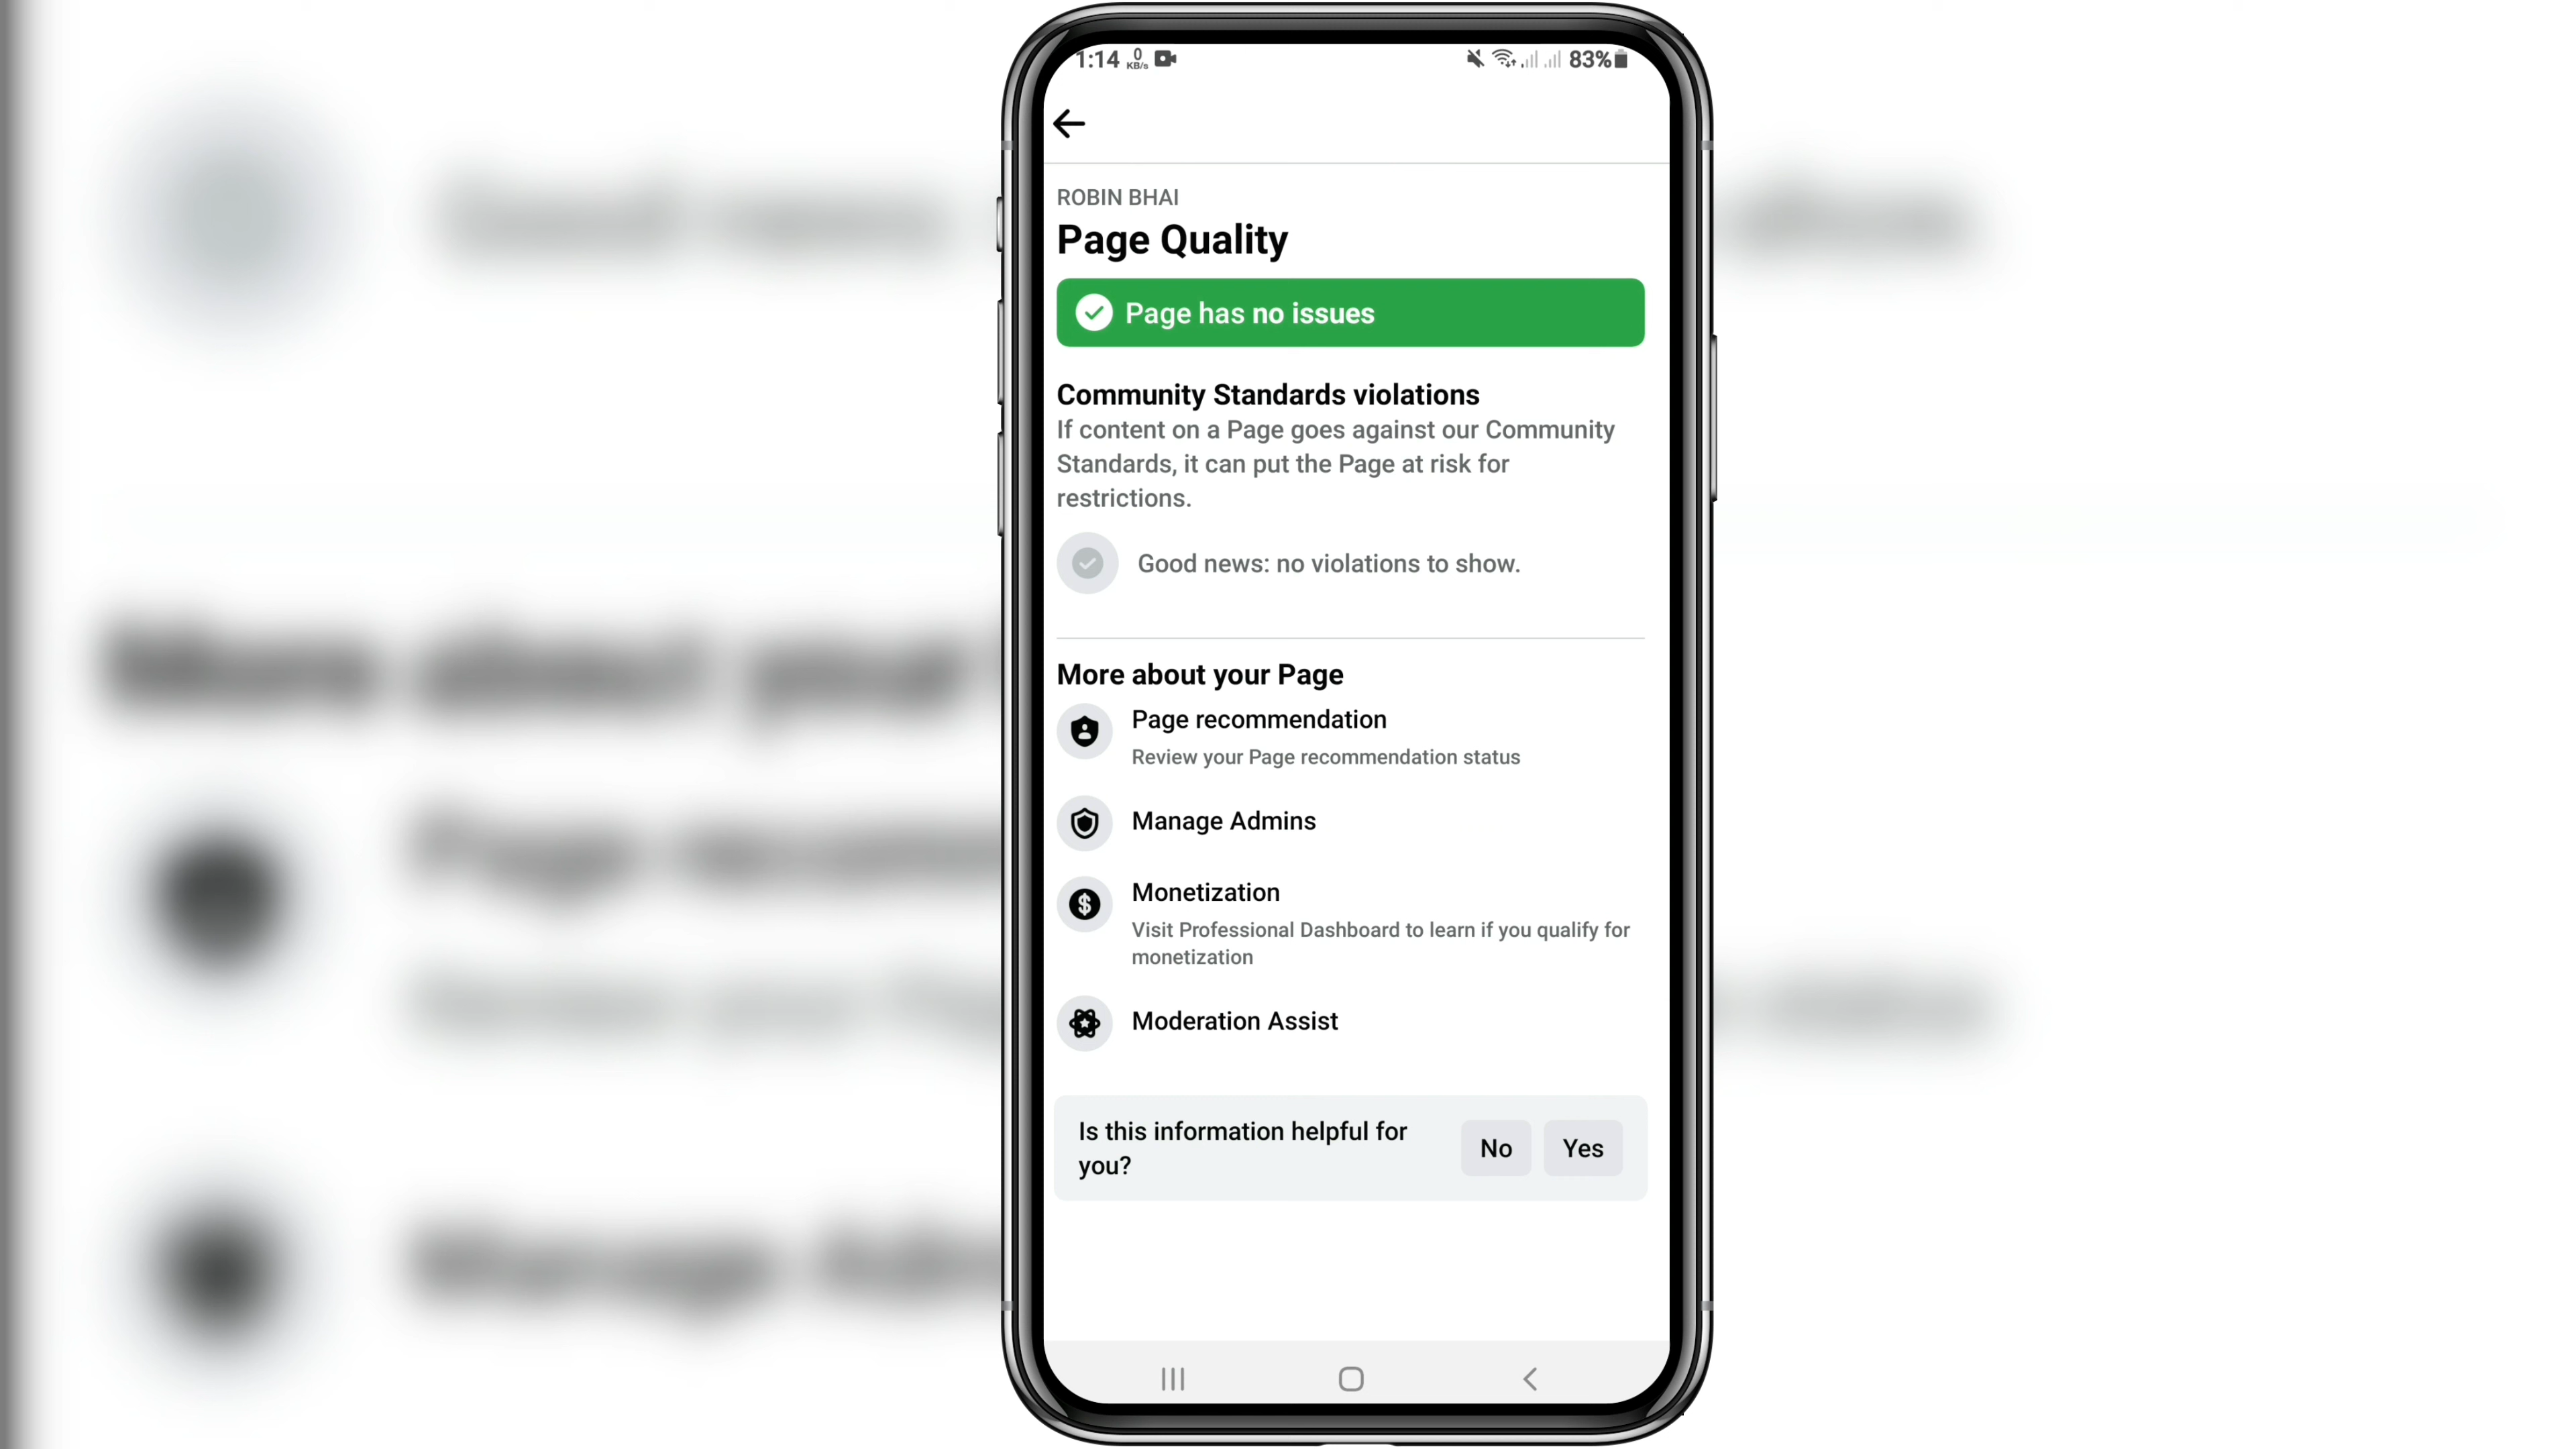 1:14 0 KB/s 83%
ROBIN BHAI
Page Quality
Page has no issues
Community Standards violations
If content on a Page goes against our Community
Standards, it can put the Page at risk for
restrictions.
Good news: no violations to show.
More about your Page
Page recommendation
Review your Page recommendation status
Manage Admins
Monetization
Visit Professional Dashboard to learn if you qualify for
monetization
Moderation Assist
Is this information helpful for
you?
No Yes